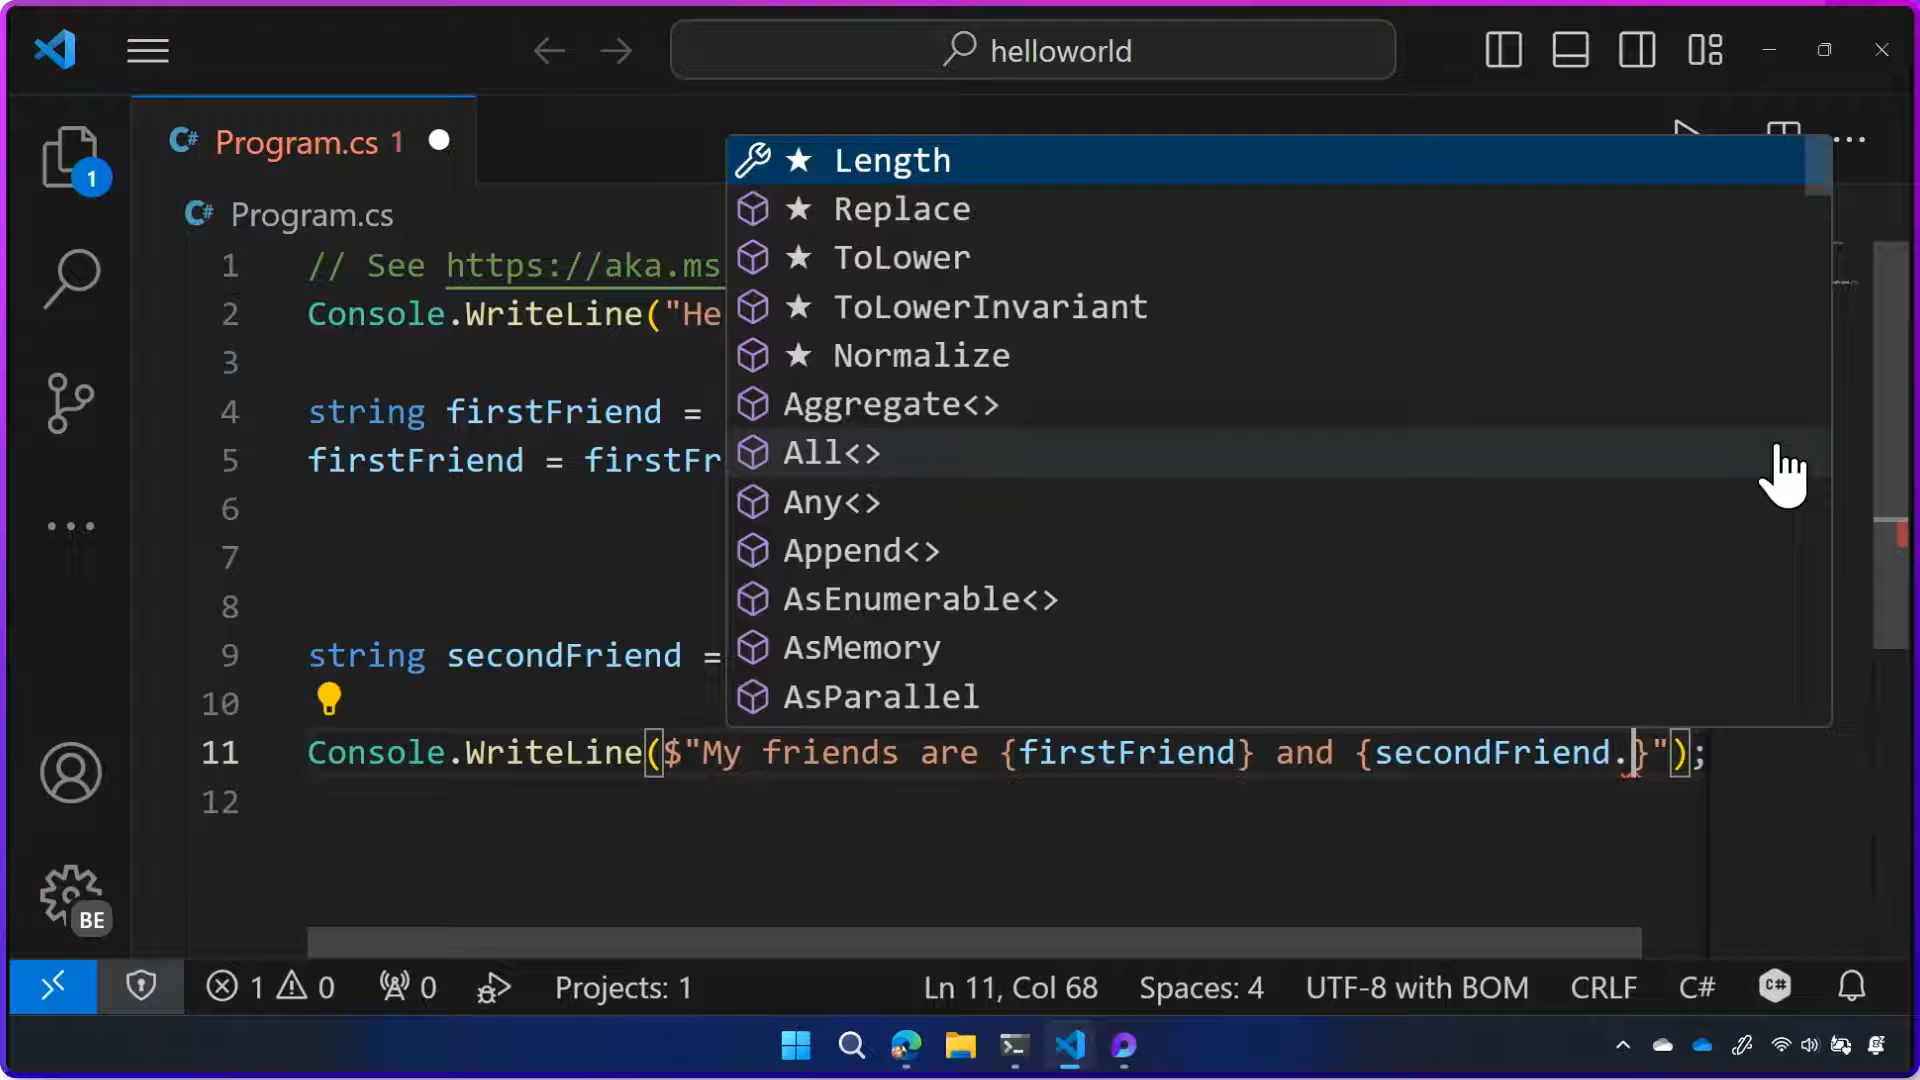 helloworld
C# Program.cs 1
C# Program.cs
1
1 // See https://aka.ms
2 Console.WriteLine("He
3
4 string firstFriend =
5 firstFriend = firstFr
6
7
8
9 string secondFriend =
10
11 Console.WriteLine($"My friends are {firstFriend} and {secondFriend.}");
12
★ Length
★ Replace
★ ToLower
★ ToLowerInvariant
★ Normalize
Aggregate<>
All<>
Any<>
Append<>
AsEnumerable<>
AsMemory
AsParallel
BE
1 0 0 Projects: 1 Ln 11, Col 68 Spaces: 4 UTF-8 with BOM CRLF C# C#